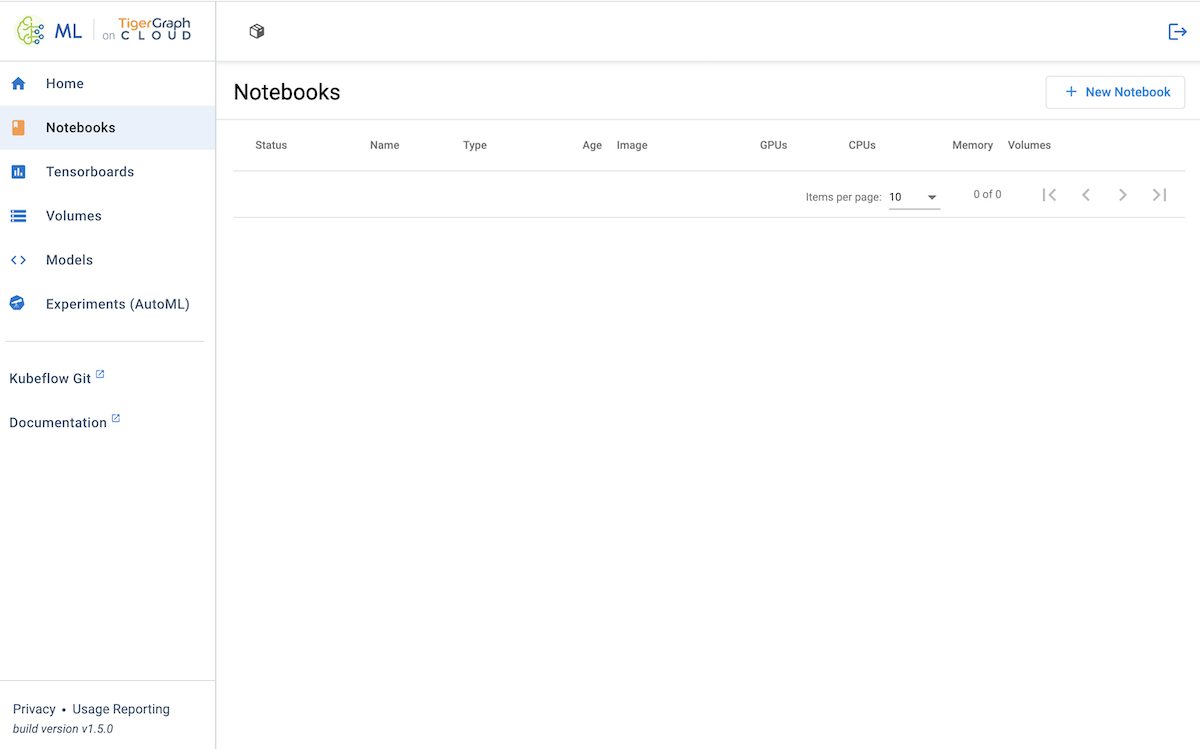 ML on TigerGraph CLOUD
Home
Notebooks
Tensorboards
Volumes
Models
Experiments (AutoML)
Kubeflow Git
Documentation
Privacy • Usage Reporting
build version v1.5.0
Notebooks
+ New Notebook
Status Name Type Age Image GPUs CPUs Memory Volumes
Items per page: 10 0 of 0